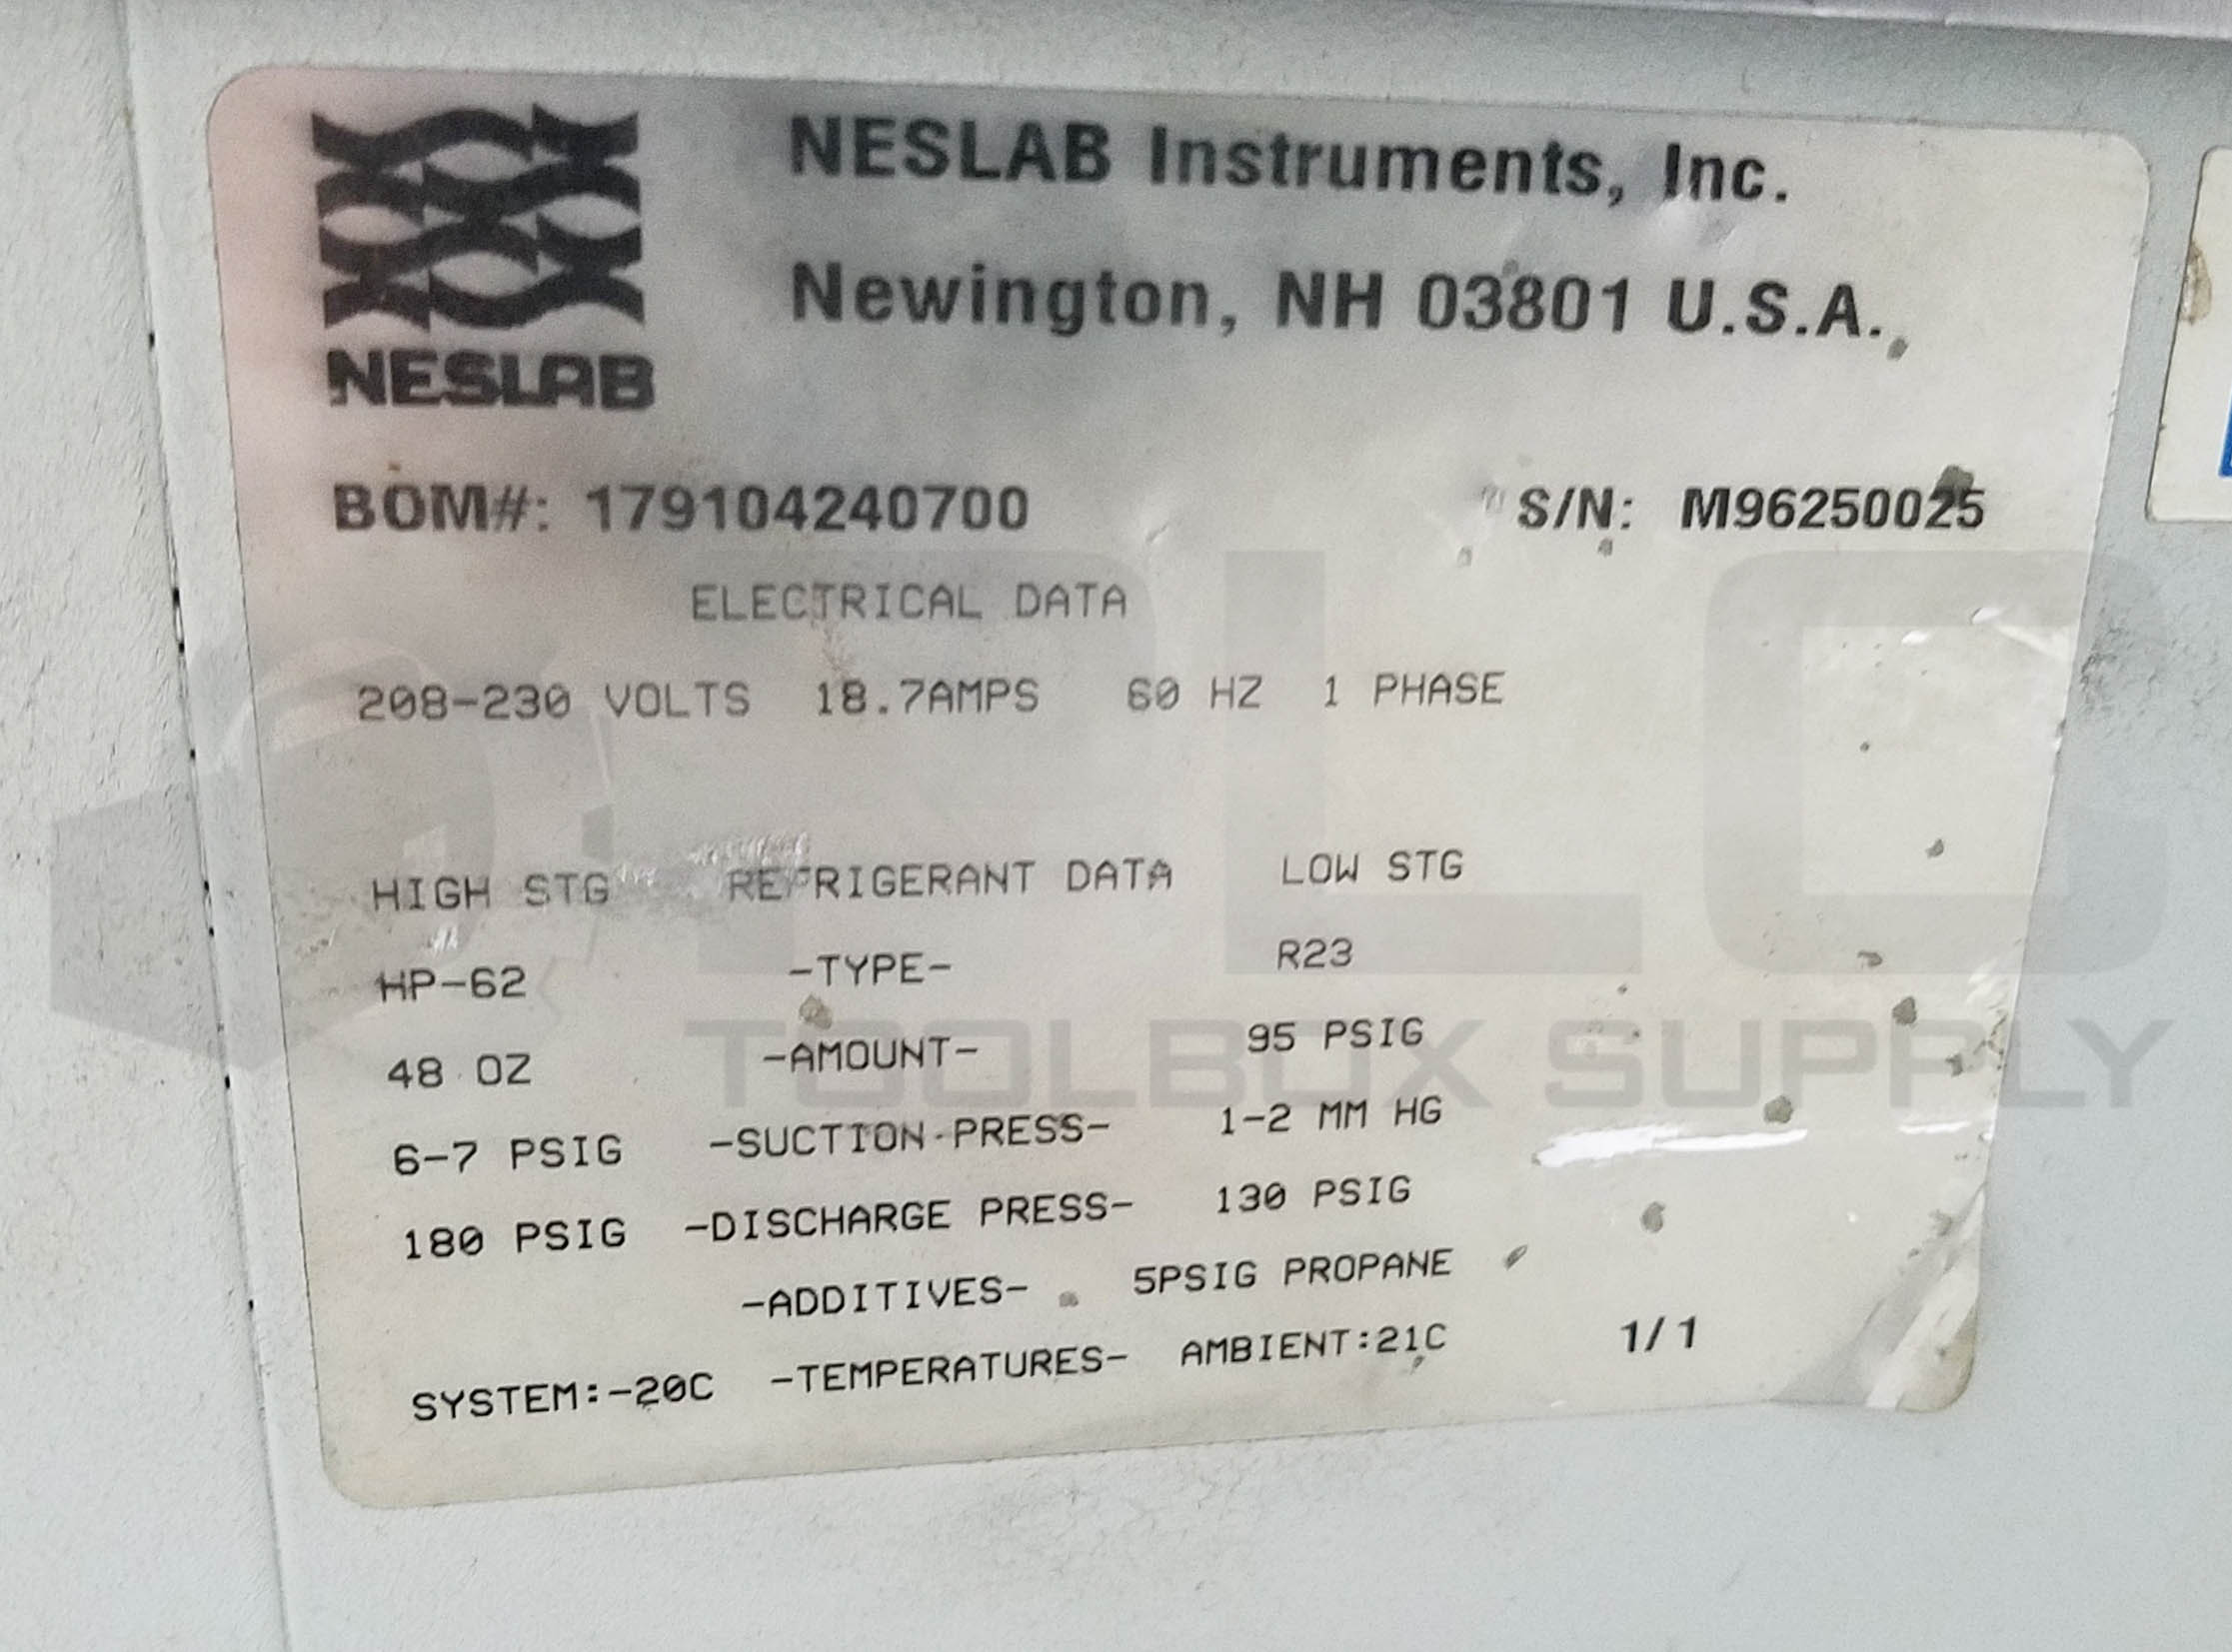 NESLAB Instruments, Inc.
Newington, NH 03801 U.S.A.
NESLAB
BOM#: 179104240700 S/N: M96250025
ELECTRICAL DATA
208-230 VOLTS 18.7AMPS 60 HZ 1 PHASE
HIGH STG REFRIGERANT DATA LOW STG
HP-62 -TYPE- R23
48 OZ -AMOUNT- 95 PSIG
6-7 PSIG -SUCTION PRESS- 1-2 MM HG
180 PSIG -DISCHARGE PRESS- 130 PSIG
-ADDITIVES- 5PSIG PROPANE
SYSTEM:-20C -TEMPERATURES- AMBIENT:21C 1/1
PLC
TOOLBOX SUPPLY